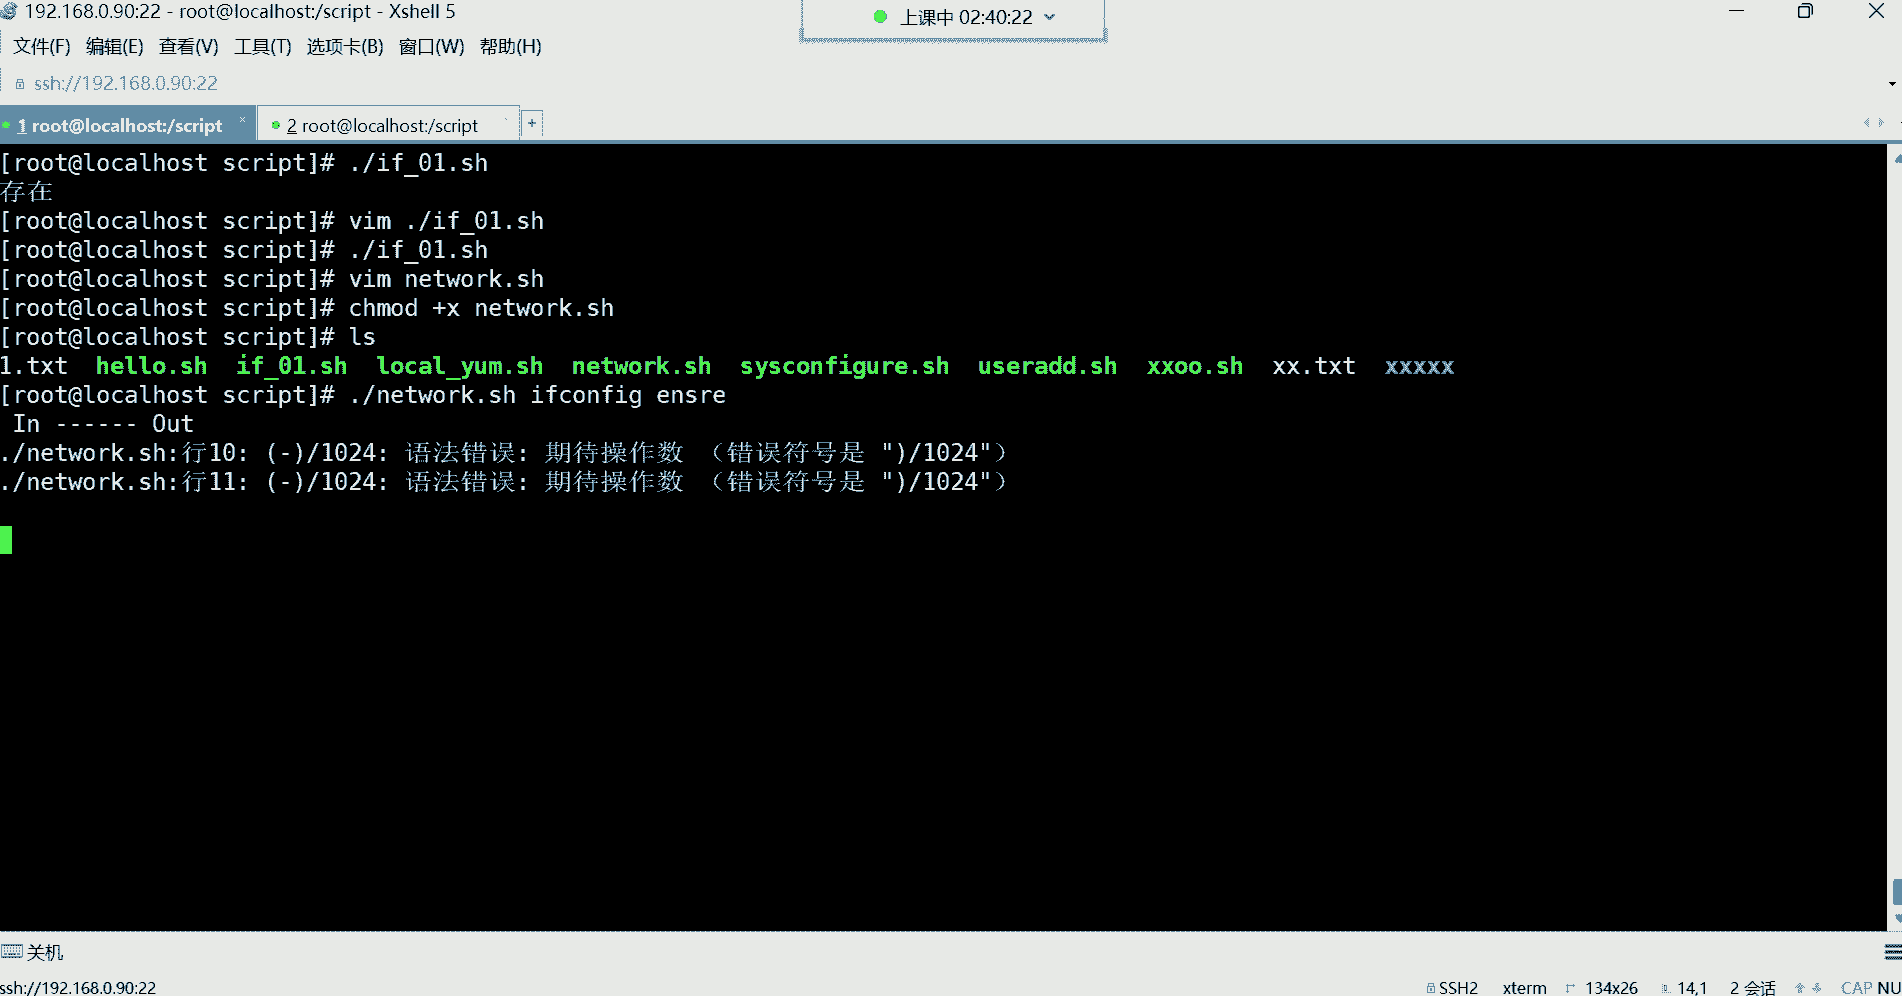 192.168.0.90:22 - root@localhost:/script - Xshell 5
上课中 02:40:22
文件(F) 编辑(E) 查看(V) 工具(T) 选项卡(B) 窗口(W) 帮助(H)
ssh://192.168.0.90:22
1 root@localhost:/script × 2 root@localhost:/script +
[root@localhost script]# ./if_01.sh
存在
[root@localhost script]# vim ./if_01.sh
[root@localhost script]# ./if_01.sh
[root@localhost script]# vim network.sh
[root@localhost script]# chmod +x network.sh
[root@localhost script]# ls
1.txt hello.sh if_01.sh local_yum.sh network.sh sysconfigure.sh useradd.sh xxoo.sh xx.txt xxxxx
[root@localhost script]# ./network.sh ifconfig ensre
In ------ Out
./network.sh:行10: (-)/1024: 语法错误: 期待操作数 （错误符号是 ")/1024"）
./network.sh:行11: (-)/1024: 语法错误: 期待操作数 （错误符号是 ")/1024"）
关机
ssh://192.168.0.90:22 SSH2 xterm 134x26 14,1 2 会话 CAP NU